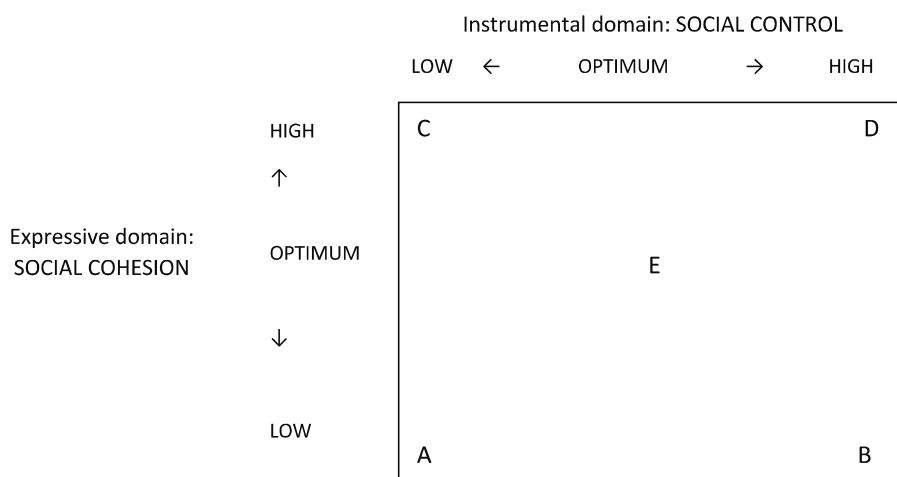 Instrumental domain: SOCIAL CONTROL
LOW ← OPTIMUM → HIGH
HIGH
C D
↑
Expressive domain:
SOCIAL COHESION
OPTIMUM
E
↓
LOW
A B